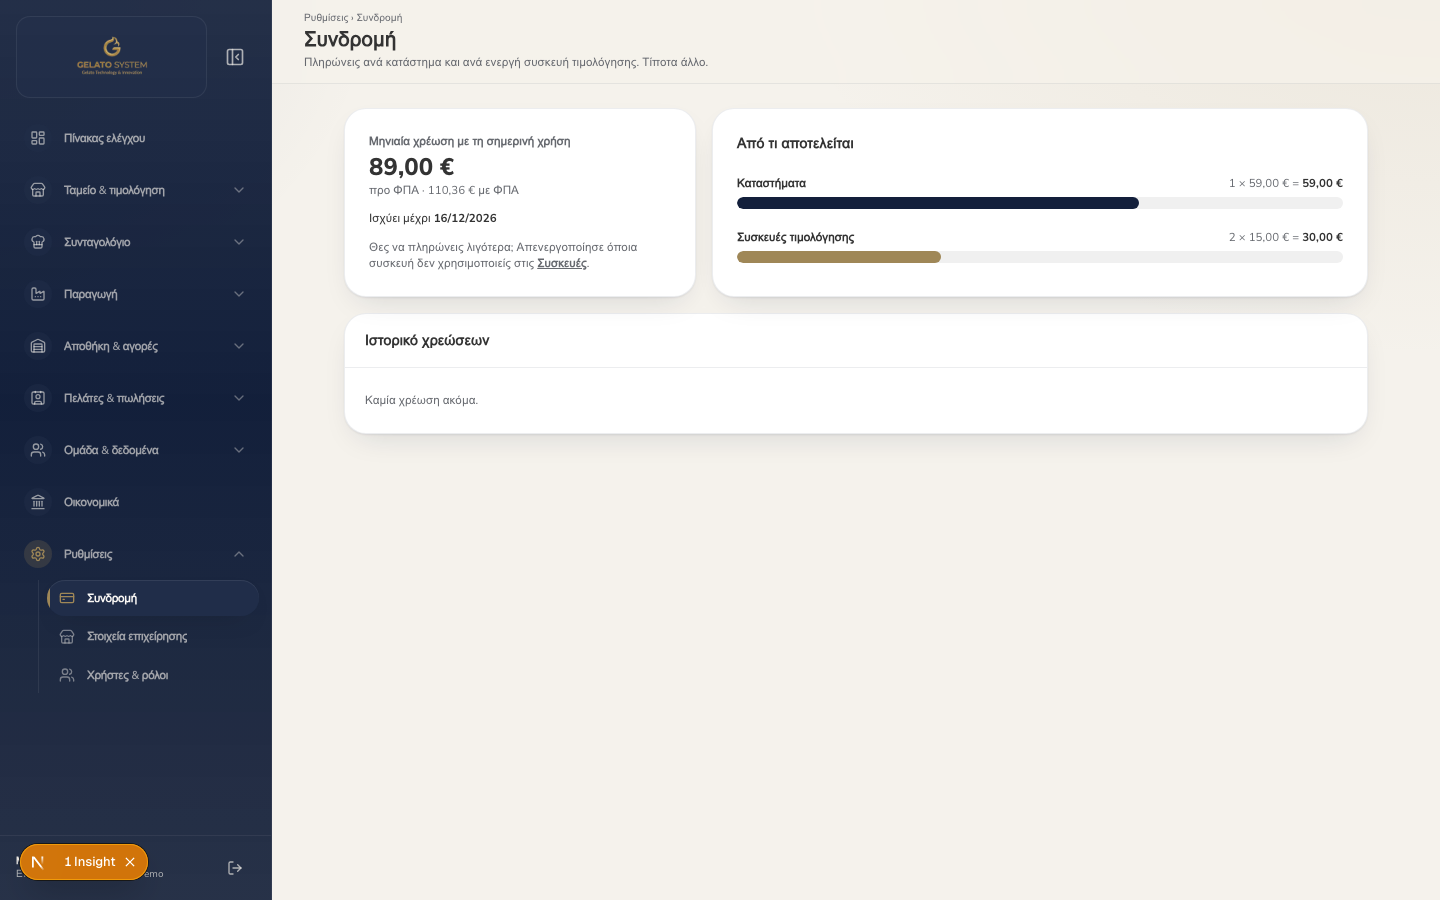 GELATO SYSTEM
Gelato Technology & Innovation
Πίνακας ελέγχου
Ταμείο & τιμολόγηση
Συνταγολόγιο
Παραγωγή
Αποθήκη & αγορές
Πελάτες & πωλήσεις
Ομάδα & δεδομένα
Οικονομικά
Ρυθμίσεις
Συνδρομή
Στοιχεία επιχείρησης
Χρήστες & ρόλοι
1 Insight
emo
Ρυθμίσεις › Συνδρομή
Συνδρομή
Πληρώνεις ανά κατάστημα και ανά ενεργή συσκευή τιμολόγησης. Τίποτα άλλο.
Μηνιαία χρέωση με τη σημερινή χρήση
89,00 €
προ ΦΠΑ · 110,36 € με ΦΠΑ
Ισχύει μέχρι 16/12/2026
Θες να πληρώνεις λιγότερα; Απενεργοποίησε όποια
συσκευή δεν χρησιμοποιείς στις Συσκευές.
Από τι αποτελείται
Καταστήματα 1 × 59,00 € = 59,00 €
Συσκευές τιμολόγησης 2 × 15,00 € = 30,00 €
Ιστορικό χρεώσεων
Καμία χρέωση ακόμα.